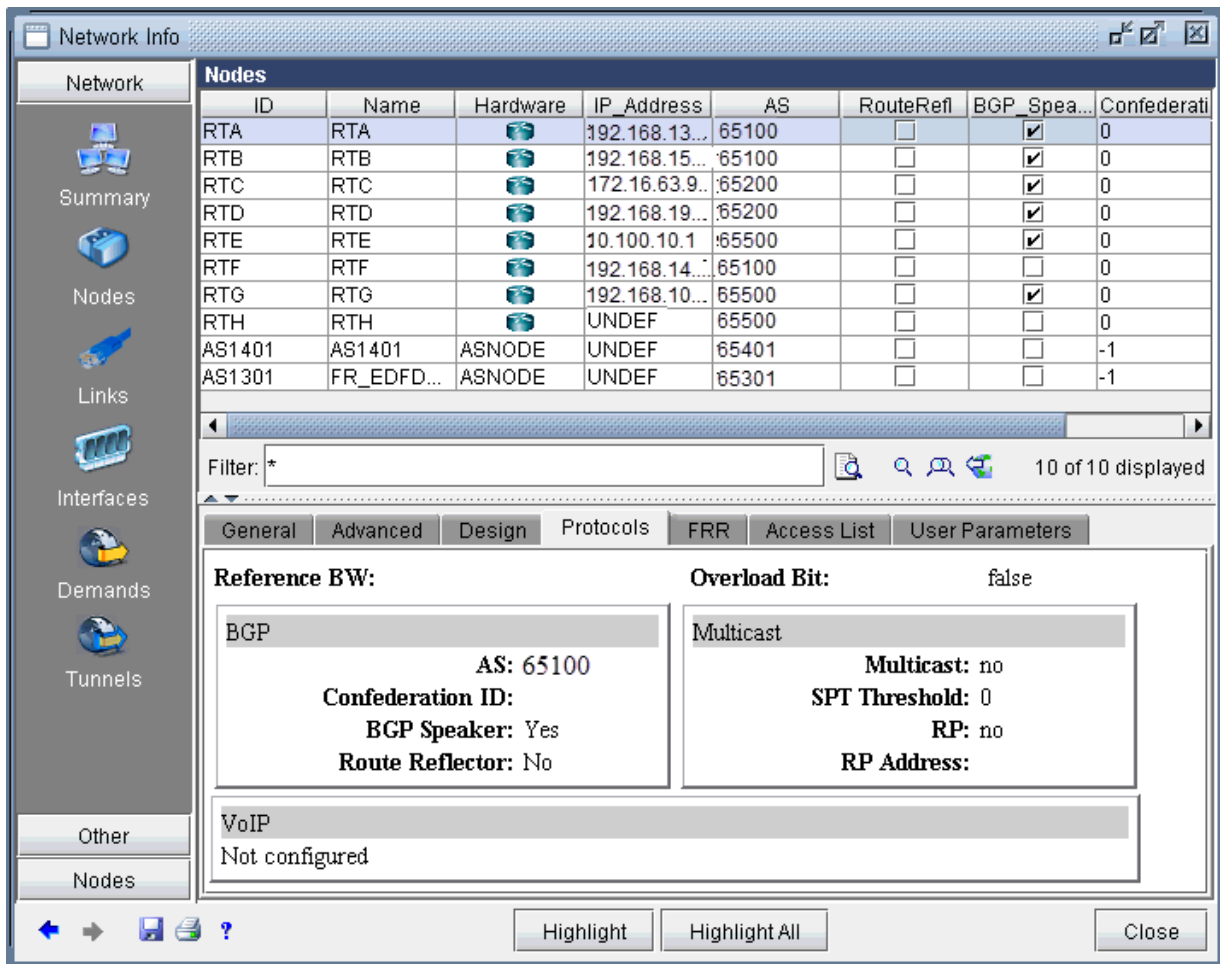 Network Info
Network
Summary
Nodes
Links
Interfaces
Demands
Tunnels
Other
Nodes
Nodes
ID Name Hardware IP_Address AS RouteRefl BGP_Spea... Confederati
RTA RTA 192.168.13... 65100 0
RTB RTB 192.168.15... 65100 0
RTC RTC 172.16.63.9.. 65200 0
RTD RTD 192.168.19... 65200 0
RTE RTE 10.100.10.1 65500 0
RTF RTF 192.168.14... 65100 0
RTG RTG 192.168.10... 65500 0
RTH RTH UNDEF 65500 0
AS1401 AS1401 ASNODE UNDEF 65401 -1
AS1301 FR_EDFD... ASNODE UNDEF 65301 -1
Filter: * 10 of 10 displayed
General Advanced Design Protocols FRR Access List User Parameters
Reference BW: Overload Bit: false
BGP
AS: 65100
Confederation ID:
BGP Speaker: Yes
Route Reflector: No
Multicast
Multicast: no
SPT Threshold: 0
RP: no
RP Address:
VoIP
Not configured
? Highlight Highlight All Close